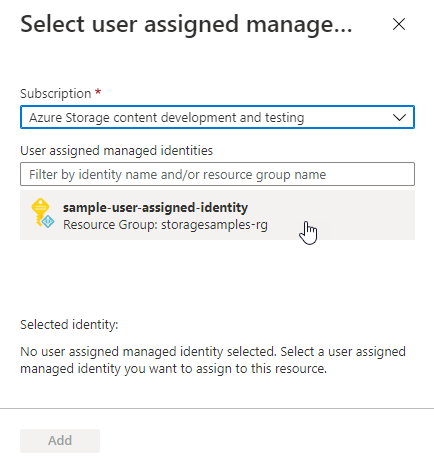 Select user assigned manage...
Subscription *
Azure Storage content development and testing
User assigned managed identities
Filter by identity name and/or resource group name
sample-user-assigned-identity
Resource Group: storagesamples-rg
Selected identity:
No user assigned managed identity selected. Select a user assigned
managed identity you want to assign to this resource.
Add